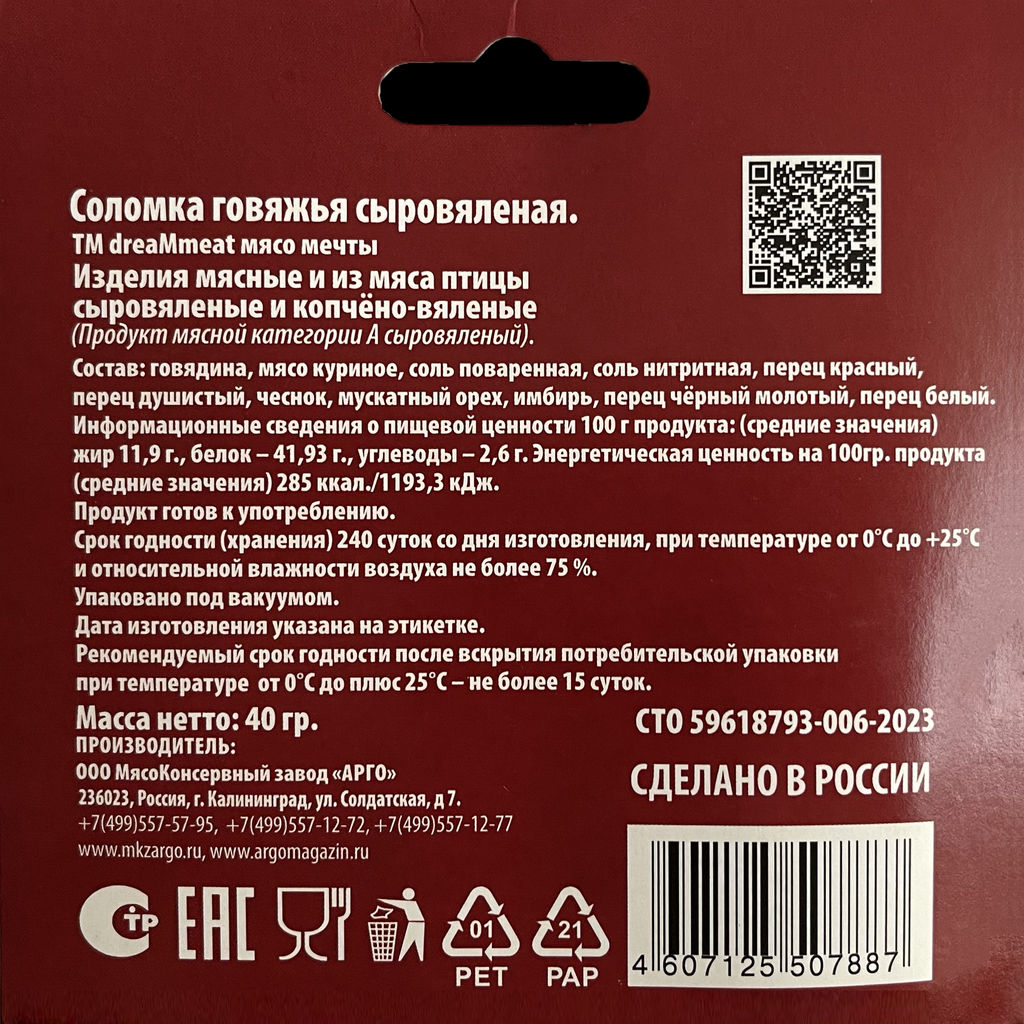 Соломка говяжья сыровяленая.
ТМ dreaMmeat мясо мечты
Изделия мясные и из мяса птицы
сыровяленые и копчёно-вяленые
(Продукт мясной категории А сыровяленый).
Состав: говядина, мясо куриное, соль поваренная, соль нитритная, перец красный,
перец душистый, чеснок, мускатный орех, имбирь, перец чёрный молотый, перец белый.
Информационные сведения о пищевой ценности 100 г продукта: (средние значения)
жир 11,9 г., белок – 41,93 г., углеводы – 2,6 г. Энергетическая ценность на 100гр. продукта
(средние значения) 285 ккал./1193,3 кДж.
Продукт готов к употреблению.
Срок годности (хранения) 240 суток со дня изготовления, при температуре от 0°С до +25°С
и относительной влажности воздуха не более 75 %.
Упаковано под вакуумом.
Дата изготовления указана на этикетке.
Рекомендуемый срок годности после вскрытия потребительской упаковки
при температуре от 0°С до плюс 25°С – не более 15 суток.
Масса нетто: 40 гр.
СТО 59618793-006-2023
ПРОИЗВОДИТЕЛЬ:
ООО МясоКонсервный завод «АРГО»
СДЕЛАНО В РОССИИ
236023, Россия, г. Калининград, ул. Солдатская, д 7.
+7(499)557-57-95, +7(499)557-12-72, +7(499)557-12-77
www.mkzargo.ru, www.argomagazin.ru
СТР EAC 01 21
PET PAP
4 607125 507887